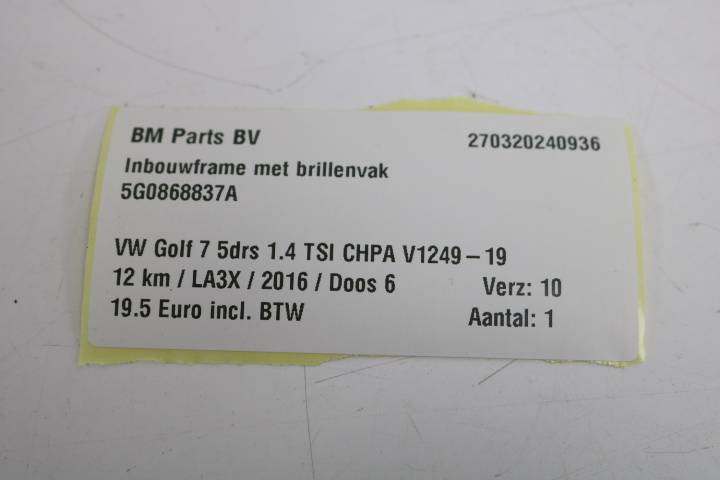 BM Parts BV 270320240936
Inbouwframe met brillenvak
5G0868837A
VW Golf 7 5drs 1.4 TSI CHPA V1249-19
12 km / LA3X / 2016 / Doos 6 Verz: 10
19.5 Euro incl. BTW Aantal: 1